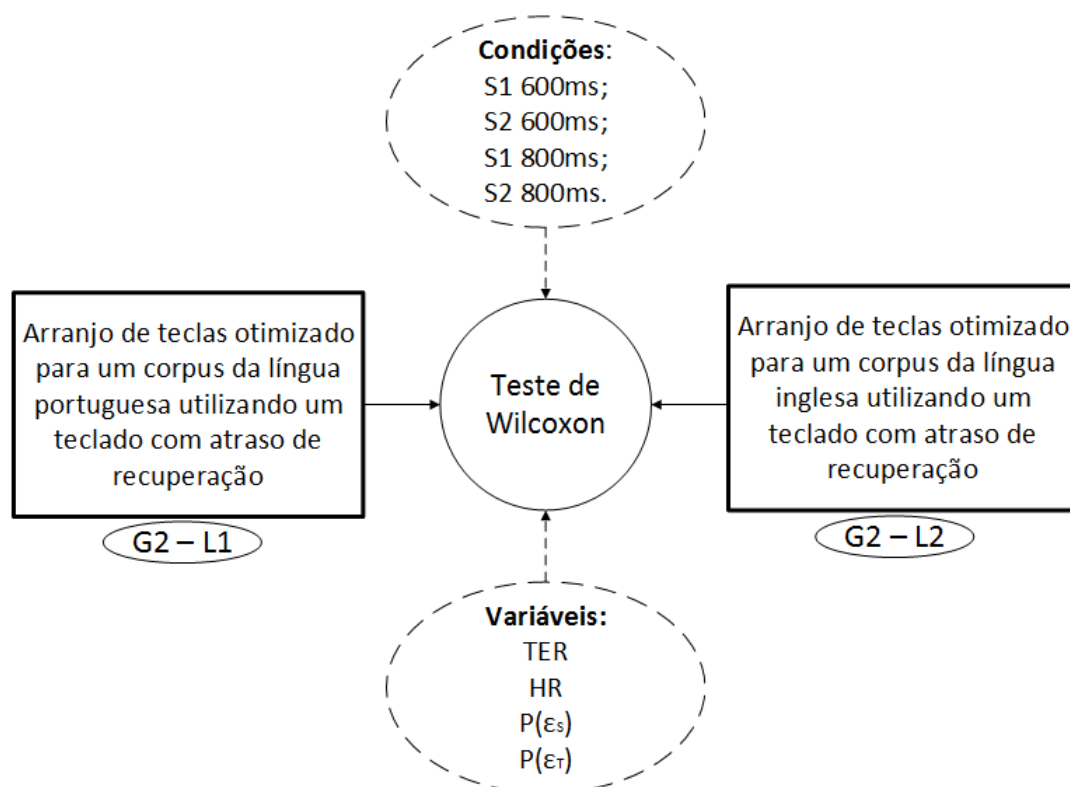 Condições:
S1 600ms;
S2 600ms;
S1 800ms;
S2 800ms.
Arranjo de teclas otimizado
para um corpus da língua
portuguesa utilizando um
teclado com atraso de
recuperação
G2 – L1
Teste de
Wilcoxon
Arranjo de teclas otimizado
para um corpus da língua
inglesa utilizando um
teclado com atraso de
recuperação
G2 – L2
Variáveis:
TER
HR
P(εs)
P(εT)